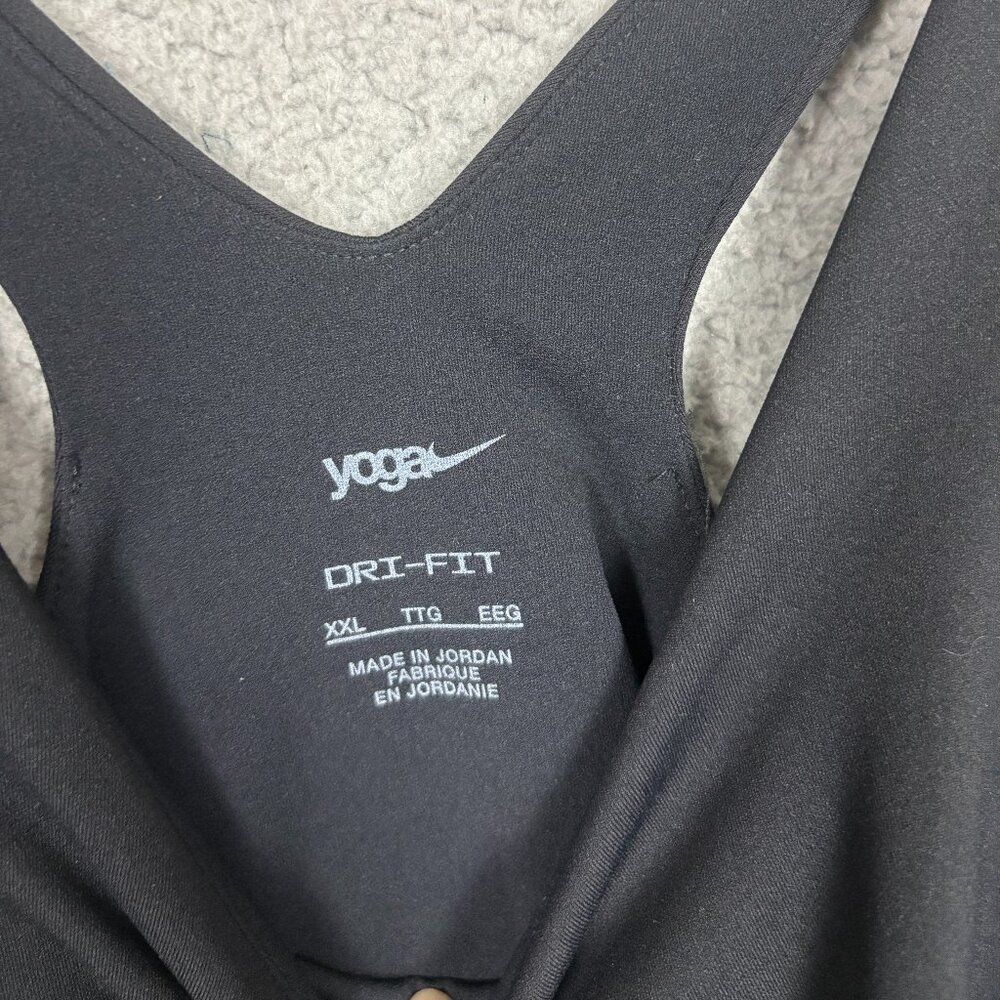 yoga
DRI-FIT
XXL TTG EEG
MADE IN JORDAN
FABRIQUE
EN JORDANIE